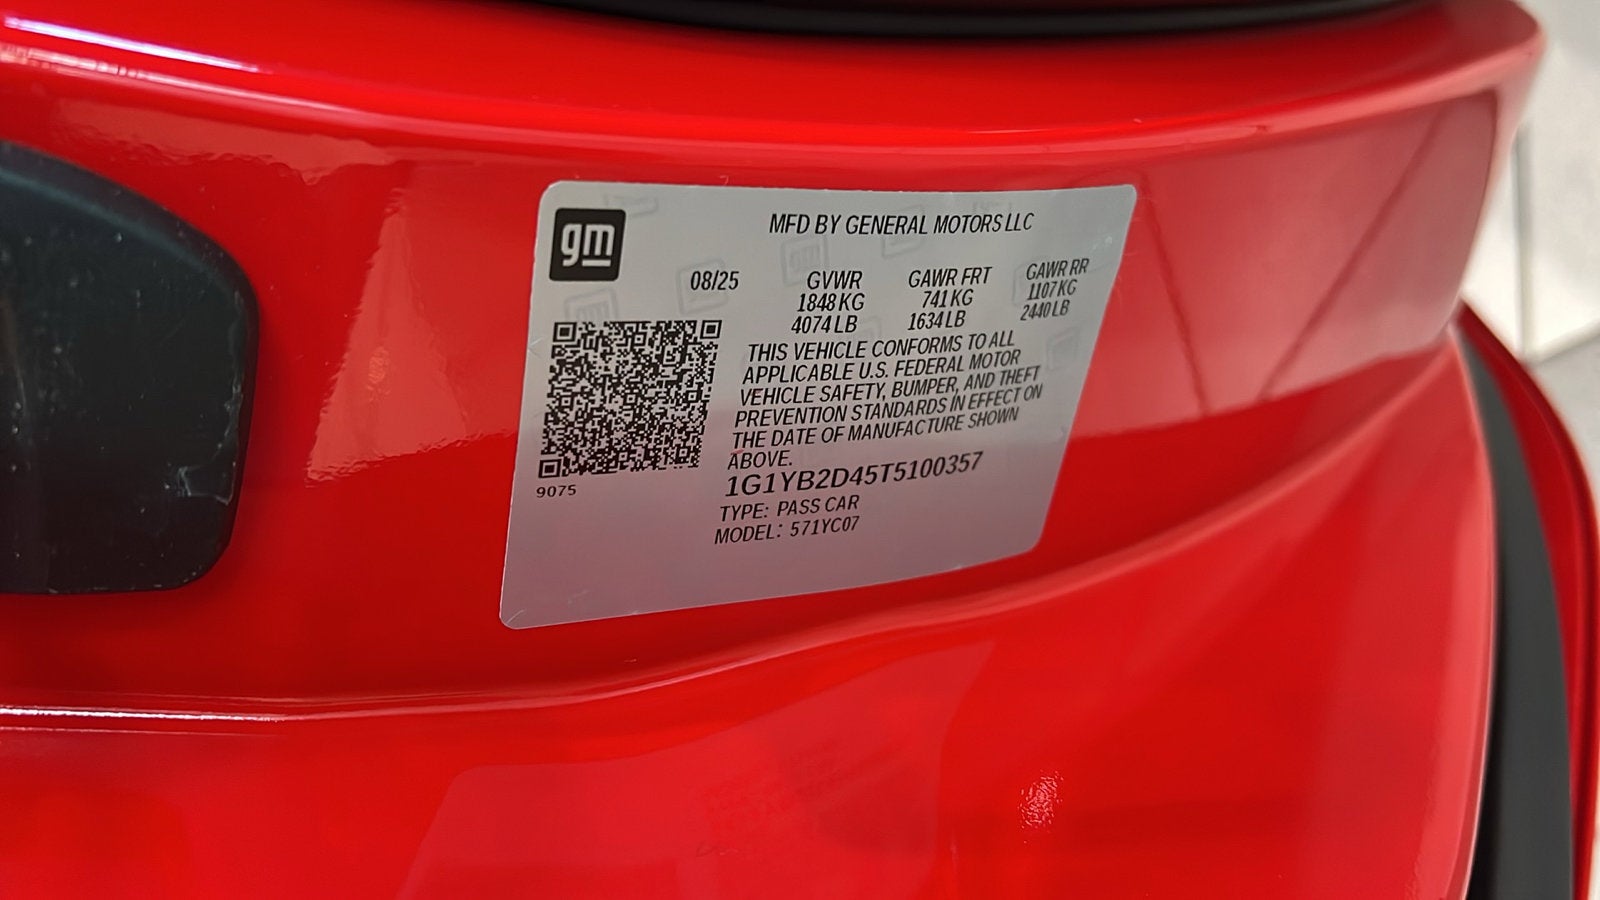 gm
MFD BY GENERAL MOTORS LLC
08/25 GVWR GAWR FRT GAWR RR
1848 KG 741 KG 1107 KG
4074 LB 1634 LB 2440 LB
THIS VEHICLE CONFORMS TO ALL
APPLICABLE U.S. FEDERAL MOTOR
VEHICLE SAFETY, BUMPER, AND THEFT
PREVENTION STANDARDS IN EFFECT ON
THE DATE OF MANUFACTURE SHOWN
ABOVE.
9075
1G1YB2D45T5100357
TYPE: PASS CAR
MODEL: 571YC07